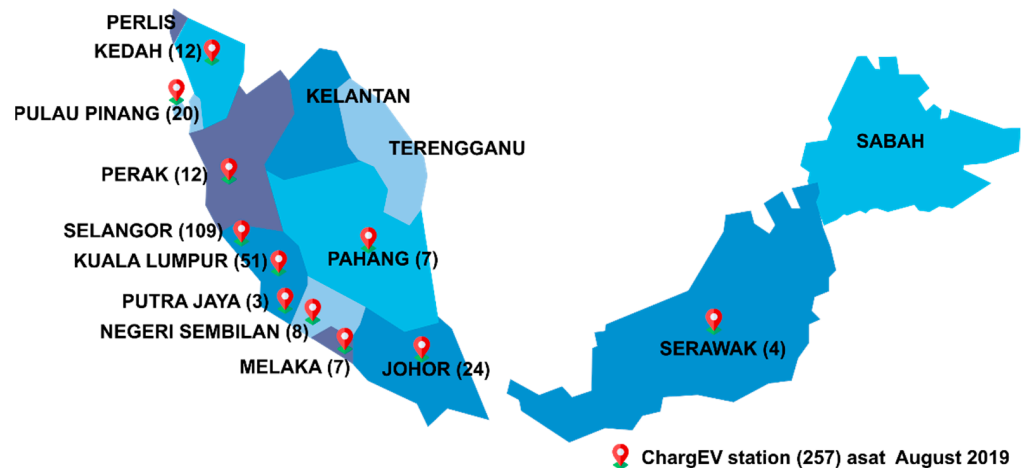 PERLIS
KEDAH (12)
PULAU PINANG (20)
KELANTAN
TERENGGANU
PERAK (12)
SELANGOR (109)
KUALA LUMPUR (51)
PAHANG (7)
PUTRA JAYA (3)
NEGERI SEMBILAN (8)
MELAKA (7)
JOHOR (24)
SABAH
SERAWAK (4)
ChargEV station (257) asat August 2019